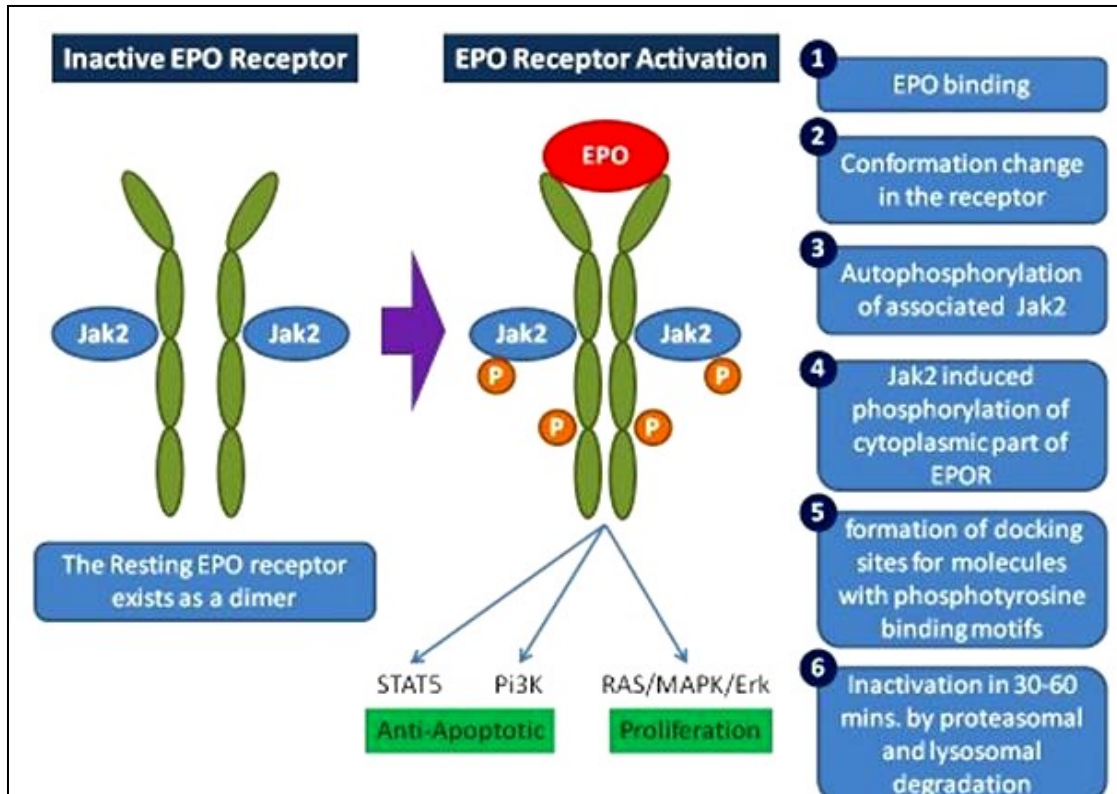 Inactive EPO Receptor
EPO Receptor Activation
EPO
Jak2
Jak2
Jak2
Jak2
P
P
P
P
The Resting EPO receptor
exists as a dimer
STAT5
Pi3K
RAS/MAPK/Erk
Anti-Apoptotic
Proliferation
1
EPO binding
2
Conformation change
in the receptor
3
Autophosphorylation
of associated Jak2
4
Jak2 induced
phosphorylation of
cytoplasmic part of
EPOR
5
formation of docking
sites for molecules
with phosphotyrosine
binding motifs
6
Inactivation in 30-60
mins. by proteasomal
and lysosomal
degradation